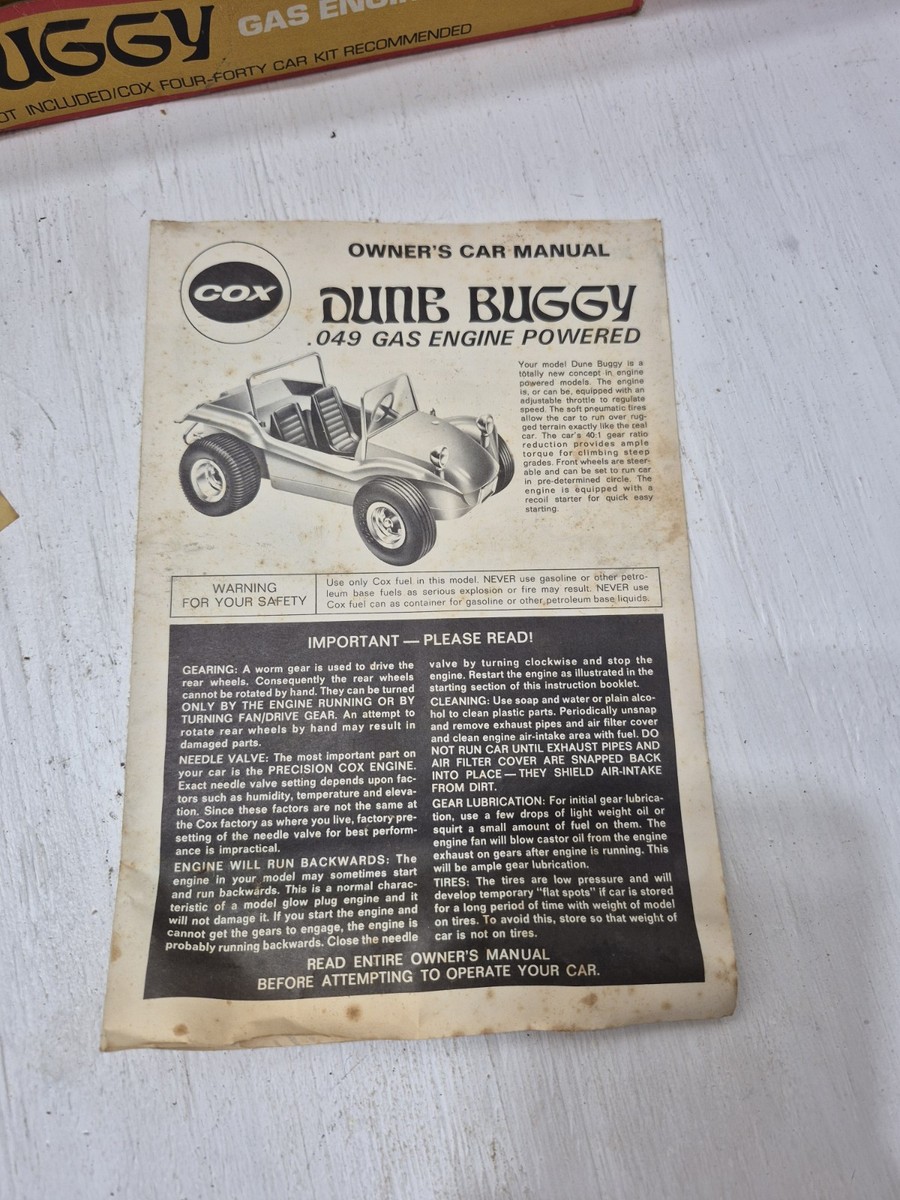 UGGY GAS ENGIN
OT INCLUDED/COX FOUR-FORTY CAR KIT RECOMMENDED
OWNER'S CAR MANUAL
COX
DUNE BUGGY
.049 GAS ENGINE POWERED
Your model Dune Buggy is a
totally new concept in engine
powered models. The engine
is, or can be, equipped with an
adjustable throttle to regulate
speed. The soft pneumatic tires
allow the car to run over rug-
ged terrain exactly like the real
car. The car's 40:1 gear ratio
reduction provides ample
torque for climbing steep
grades. Front wheels are steer-
able and can be set to run car
in pre-determined circle. The
engine is equipped with a
recoil starter for quick easy
starting.
WARNING
FOR YOUR SAFETY
Use only Cox fuel in this model. NEVER use gasoline or other petro-
leum base fuels as serious explosion or fire may result. NEVER use
Cox fuel can as container for gasoline or other petroleum base liquids.
IMPORTANT — PLEASE READ!
GEARING: A worm gear is used to drive the
rear wheels. Consequently the rear wheels
cannot be rotated by hand. They can be turned
ONLY BY THE ENGINE RUNNING OR BY
TURNING FAN/DRIVE GEAR. An attempt to
rotate rear wheels by hand may result in
damaged parts.
NEEDLE VALVE: The most important part on
your car is the PRECISION COX ENGINE.
Exact needle valve setting depends upon fac-
tors such as humidity, temperature and eleva-
tion. Since these factors are not the same at
the Cox factory as where you live, factory pre-
setting of the needle valve for best perform-
ance is impractical.
ENGINE WILL RUN BACKWARDS: The
engine in your model may sometimes start
and run backwards. This is a normal charac-
teristic of a model glow plug engine and it
will not damage it. If you start the engine and
cannot get the gears to engage, the engine is
probably running backwards. Close the needle
valve by turning clockwise and stop the
engine. Restart the engine as illustrated in the
starting section of this instruction booklet.
CLEANING: Use soap and water or plain alco-
hol to clean plastic parts. Periodically unsnap
and remove exhaust pipes and air filter cover
and clean engine air-intake area with fuel. DO
NOT RUN CAR UNTIL EXHAUST PIPES AND
AIR FILTER COVER ARE SNAPPED BACK
INTO PLACE — THEY SHIELD AIR-INTAKE
FROM DIRT.
GEAR LUBRICATION: For initial gear lubrica-
tion, use a few drops of light weight oil or
squirt a small amount of fuel on them. The
engine fan will blow castor oil from the engine
exhaust on gears after engine is running. This
will be ample gear lubrication.
TIRES: The tires are low pressure and will
develop temporary "flat spots" if car is stored
for a long period of time with weight of model
on tires. To avoid this, store so that weight of
car is not on tires.
READ ENTIRE OWNER'S MANUAL
BEFORE ATTEMPTING TO OPERATE YOUR CAR.